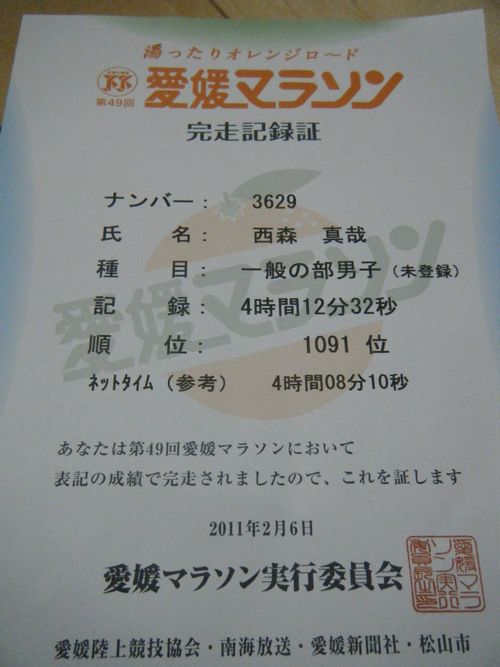 湯ったりオレンジロ～ド
第49回 愛媛マラソン
完走記録証
ナンバー： 3629
氏名： 西森 真哉
種目： 一般の部男子（未登録）
記録： 4時間12分32秒
順位： 1091 位
ネットタイム（参考） 4時間08分10秒
愛媛マラソン
あなたは第49回愛媛マラソンにおいて
表記の成績で完走されましたので、これを証します
2011年2月6日
愛媛マラソン実行委員会
愛媛陸上競技協会・南海放送・愛媛新聞社・松山市